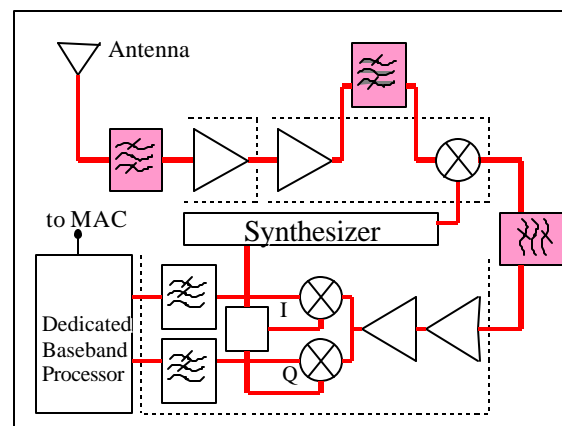 Antenna
Synthesizer
to MAC
I
Dedicated
Baseband
Processor
Q